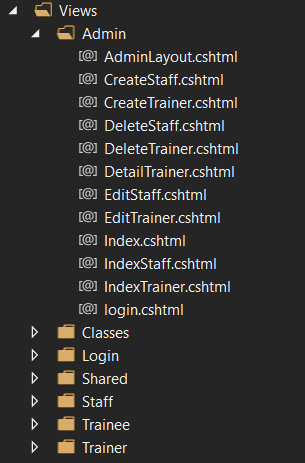 Views
Admin
[@] AdminLayout.cshtml
[@] CreateStaff.cshtml
[@] CreateTrainer.cshtml
[@] DeleteStaff.cshtml
[@] DeleteTrainer.cshtml
[@] DetailTrainer.cshtml
[@] EditStaff.cshtml
[@] EditTrainer.cshtml
[@] Index.cshtml
[@] IndexStaff.cshtml
[@] IndexTrainer.cshtml
[@] login.cshtml
Classes
Login
Shared
Staff
Trainee
Trainer